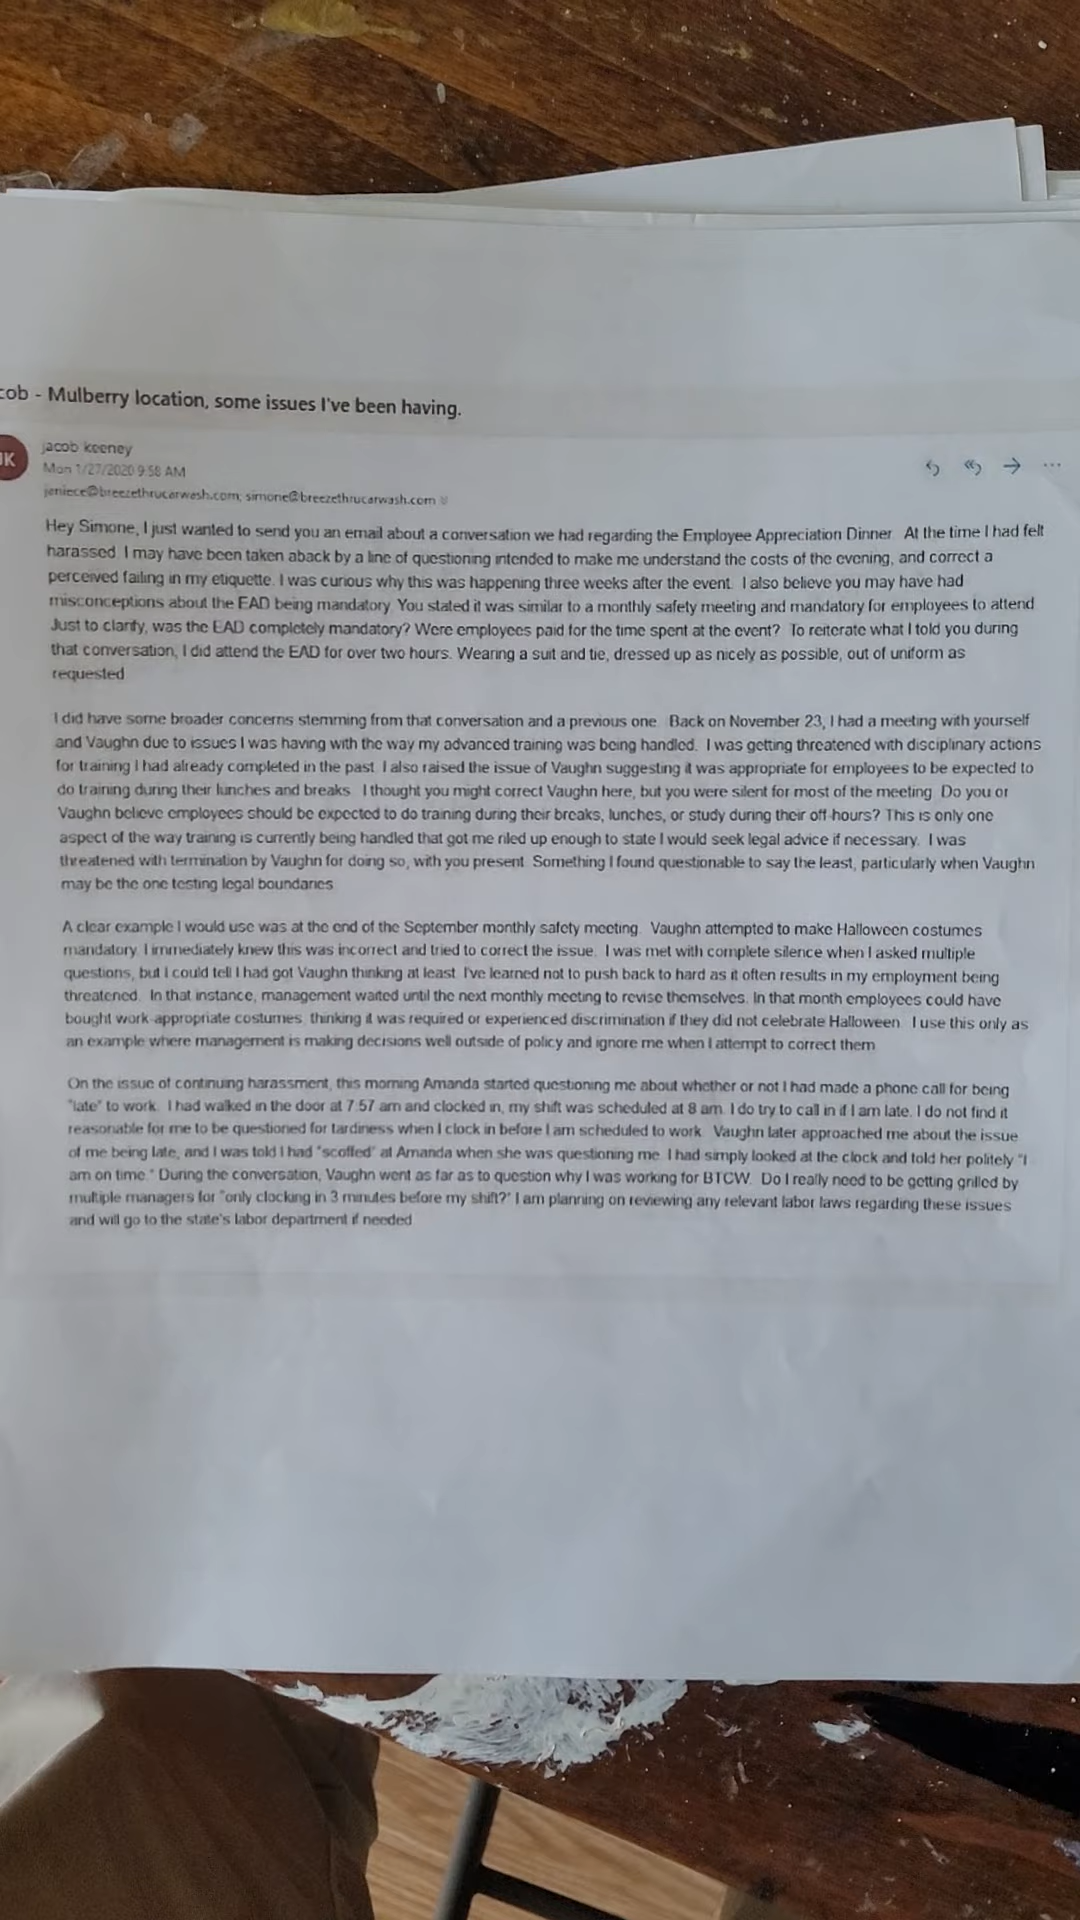 cob - Mulberry location, some issues I've been having.
JK
jacob keeney
Mon 1/27/2020 9:58 AM
jeniece@breezethrucarwash.com; simone@breezethrucarwash.com
Hey Simone, I just wanted to send you an email about a conversation we had regarding the Employee Appreciation Dinner. At the time I had felt
harassed. I may have been taken aback by a line of questioning intended to make me understand the costs of the evening, and correct a
perceived failing in my etiquette. I was curious why this was happening three weeks after the event. I also believe you may have had
misconceptions about the EAD being mandatory. You stated it was similar to a monthly safety meeting and mandatory for employees to attend.
Just to clarify, was the EAD completely mandatory? Were employees paid for the time spent at the event? To reiterate what I told you during
that conversation, I did attend the EAD for over two hours. Wearing a suit and tie, dressed up as nicely as possible, out of uniform as
requested.
I did have some broader concerns stemming from that conversation and a previous one. Back on November 23, I had a meeting with yourself
and Vaughn due to issues I was having with the way my advanced training was being handled. I was getting threatened with disciplinary actions
for training I had already completed in the past. I also raised the issue of Vaughn suggesting it was appropriate for employees to be expected to
do training during their lunches and breaks. I thought you might correct Vaughn here, but you were silent for most of the meeting. Do you or
Vaughn believe employees should be expected to do training during their breaks, lunches, or study during their off-hours? This is only one
aspect of the way training is currently being handled that got me riled up enough to state I would seek legal advice if necessary. I was
threatened with termination by Vaughn for doing so, with you present. Something I found questionable to say the least, particularly when Vaughn
may be the one testing legal boundaries.
A clear example I would use was at the end of the September monthly safety meeting. Vaughn attempted to make Halloween costumes
mandatory. I immediately knew this was incorrect and tried to correct the issue. I was met with complete silence when I asked multiple
questions, but I could tell I had got Vaughn thinking at least. I've learned not to push back to hard as it often results in my employment being
threatened. In that instance, management waited until the next monthly meeting to revise themselves. In that month employees could have
bought work-appropriate costumes, thinking it was required or experienced discrimination if they did not celebrate Halloween. I use this only as
an example where management is making decisions well outside of policy and ignore me when I attempt to correct them.
On the issue of continuing harassment, this morning Amanda started questioning me about whether or not I had made a phone call for being
"late" to work. I had walked in the door at 7:57 am and clocked in, my shift was scheduled at 8 am. I do try to call in if I am late. I do not find it
reasonable for me to be questioned for tardiness when I clock in before I am scheduled to work. Vaughn later approached me about the issue
of me being late, and I was told I had "scoffed" at Amanda when she was questioning me. I had simply looked at the clock and told her politely "I
am on time." During the conversation, Vaughn went as far as to question why I was working for BTCW. Do I really need to be getting grilled by
multiple managers for "only clocking in 3 minutes before my shift?" I am planning on reviewing any relevant labor laws regarding these issues
and will go to the state's labor department if needed.